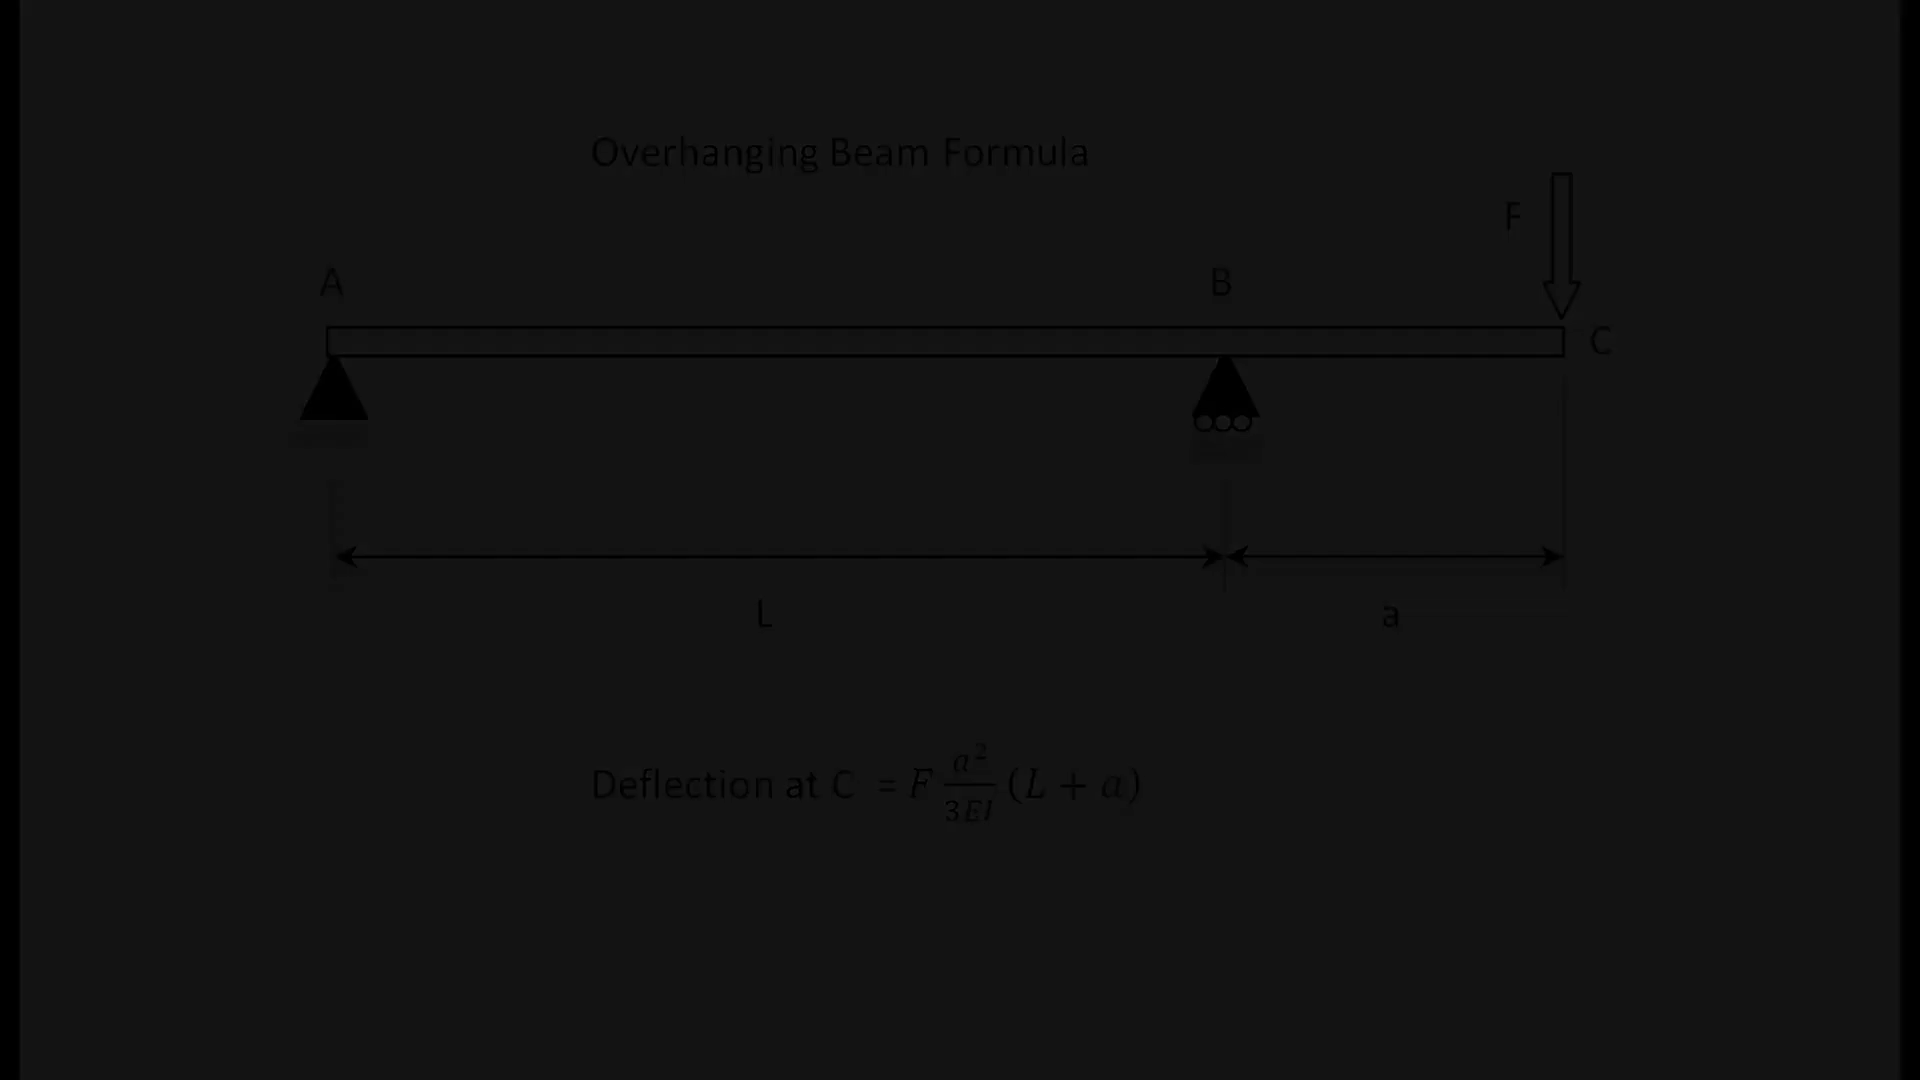 Overhanging Beam Formula
F
A
B
C
L
a
Deflection at C = F a²/3EI (L + a)